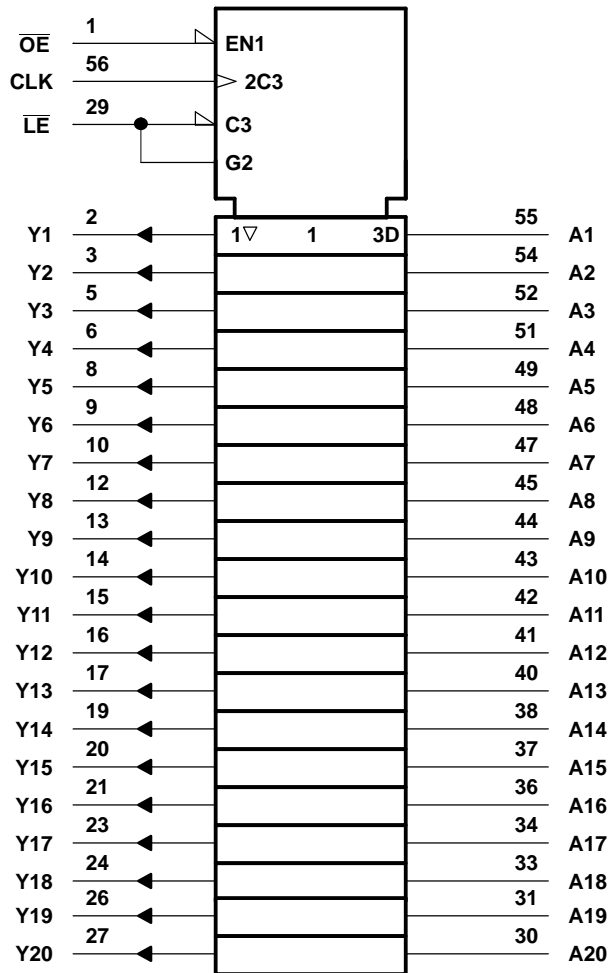 1
O̅E̅ EN1
56
CLK 2C3
29
L̅E̅ C3
G2
2 55
Y1 1▽ 1 3D A1
3 54
Y2 A2
5 52
Y3 A3
6 51
Y4 A4
8 49
Y5 A5
9 48
Y6 A6
10 47
Y7 A7
12 45
Y8 A8
13 44
Y9 A9
14 43
Y10 A10
15 42
Y11 A11
16 41
Y12 A12
17 40
Y13 A13
19 38
Y14 A14
20 37
Y15 A15
21 36
Y16 A16
23 34
Y17 A17
24 33
Y18 A18
26 31
Y19 A19
27 30
Y20 A20